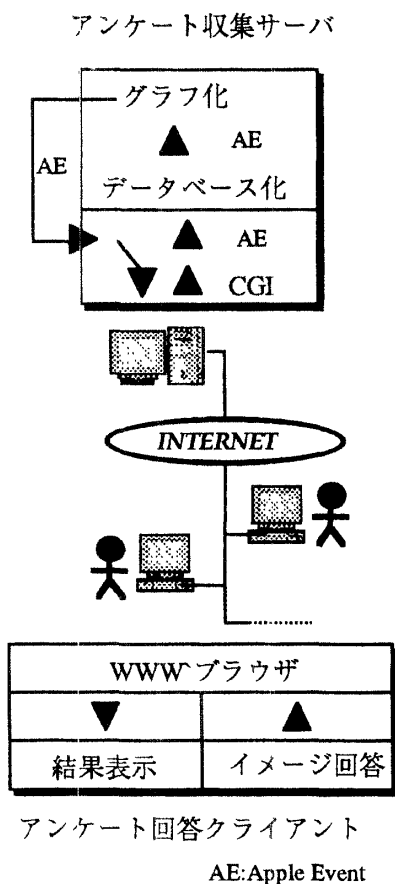 アンケート収集サーバ
グラフ化
AE
AE
データベース化
AE
CGI
INTERNET
WWWブラウザ
結果表示
イメージ回答
アンケート回答クライアント
AE:Apple Event